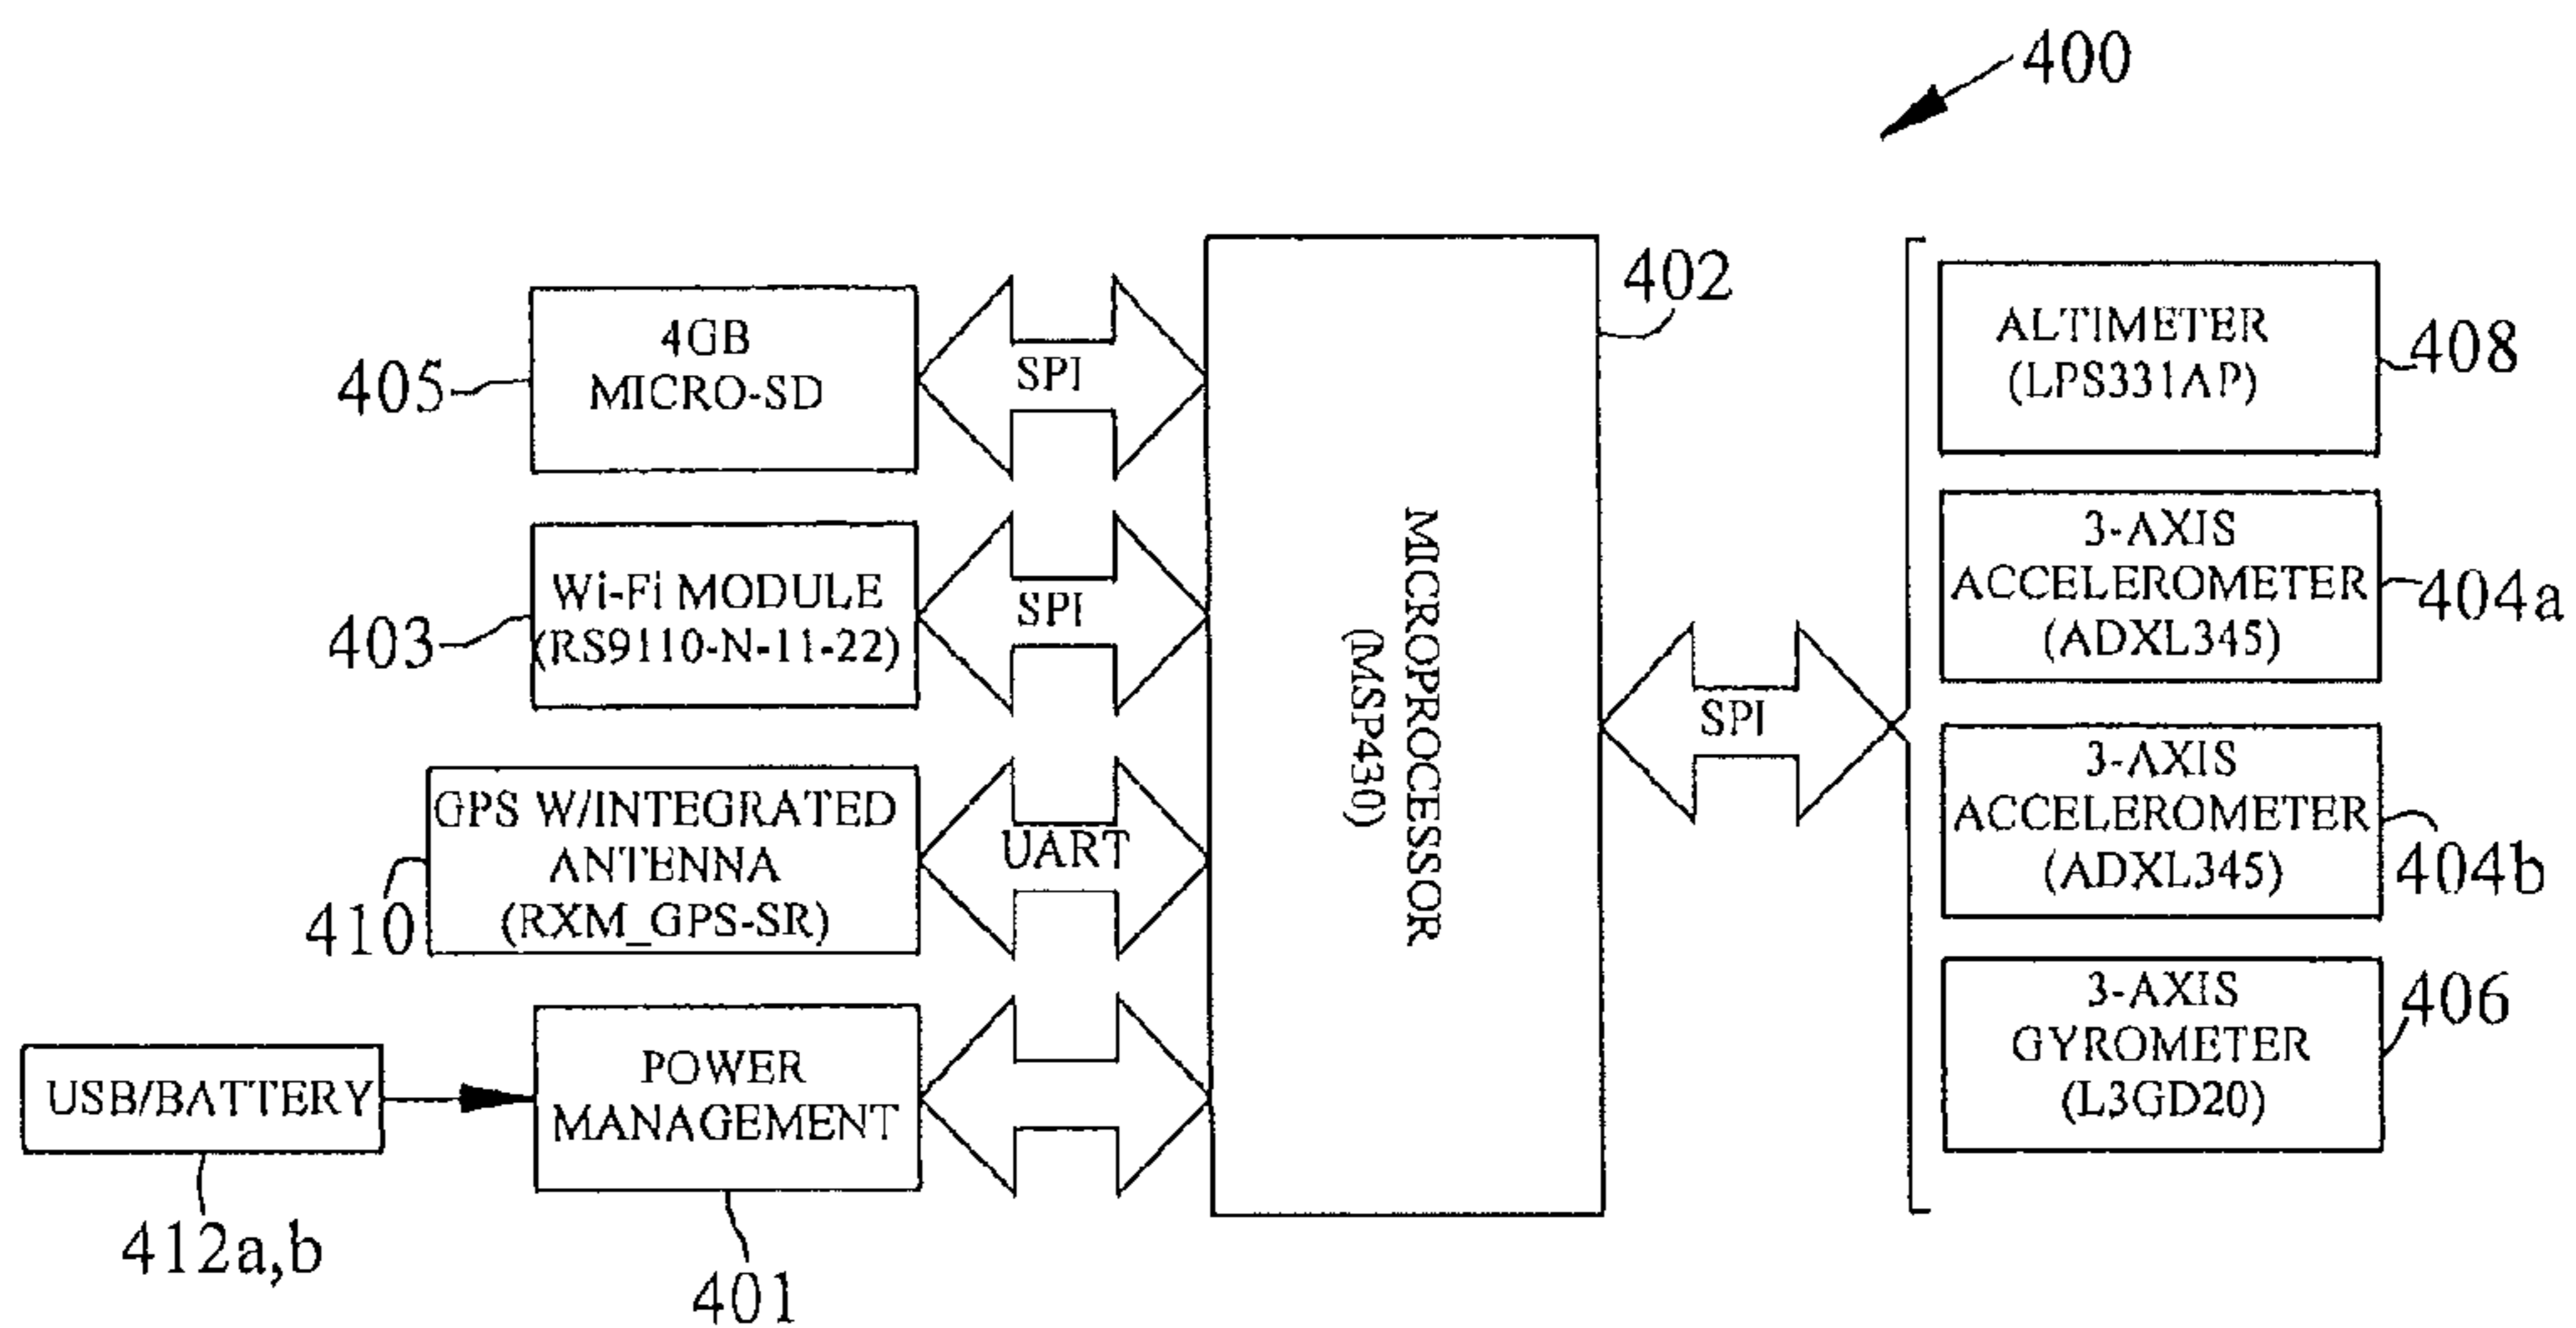 400
402
4GB
MICRO-SD
405
SPI
Wi-Fi MODULE
(RS9110-N-11-22)
403
SPI
GPS W/INTEGRATED
ANTENNA
(RXM_GPS-SR)
410
UART
POWER
MANAGEMENT
401
USB/BATTERY
412a,b
MICROPROCESSOR
(MSP430)
SPI
ALTIMETER
(LPS331AP)
408
3-AXIS
ACCELEROMETER
(ADXL345)
404a
3-AXIS
ACCELEROMETER
(ADXL345)
404b
3-AXIS
GYROMETER
(L3GD20)
406